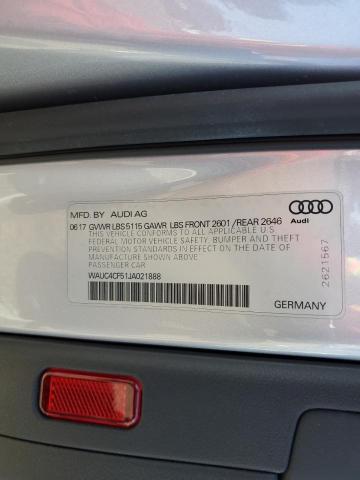 MFD. BY AUDI AG
06 17 GVWR LBS 5115 GAWR LBS FRONT 2601 /REAR 2646
THIS VEHICLE CONFORMS TO ALL APPLICABLE U.S.
FEDERAL MOTOR VEHICLE SAFETY, BUMPER AND THEFT
PREVENTION STANDARDS IN EFFECT ON THE DATE OF
MANUFACTURE SHOWN ABOVE.
PASSENGER CAR
WAUC4CF51JA021888
Audi
2621567
GERMANY